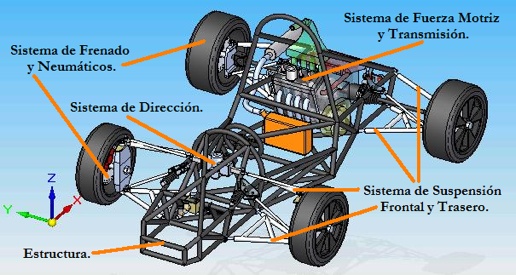 Sistema de Fuerza Motriz
y Transmisión.
Sistema de Frenado
y Neumáticos.
Sistema de Dirección.
Sistema de Suspensión
Frontal y Trasero.
Estructura.
Z
Y
X